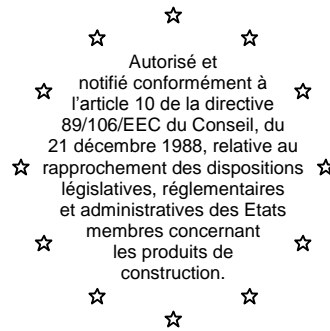 Autorisé et
notifié conformément à
l'article 10 de la directive
89/106/EEC du Conseil, du
21 décembre 1988, relative au
rapprochement des dispositions
législatives, réglementaires
et administratives des Etats
membres concernant
les produits de
construction.